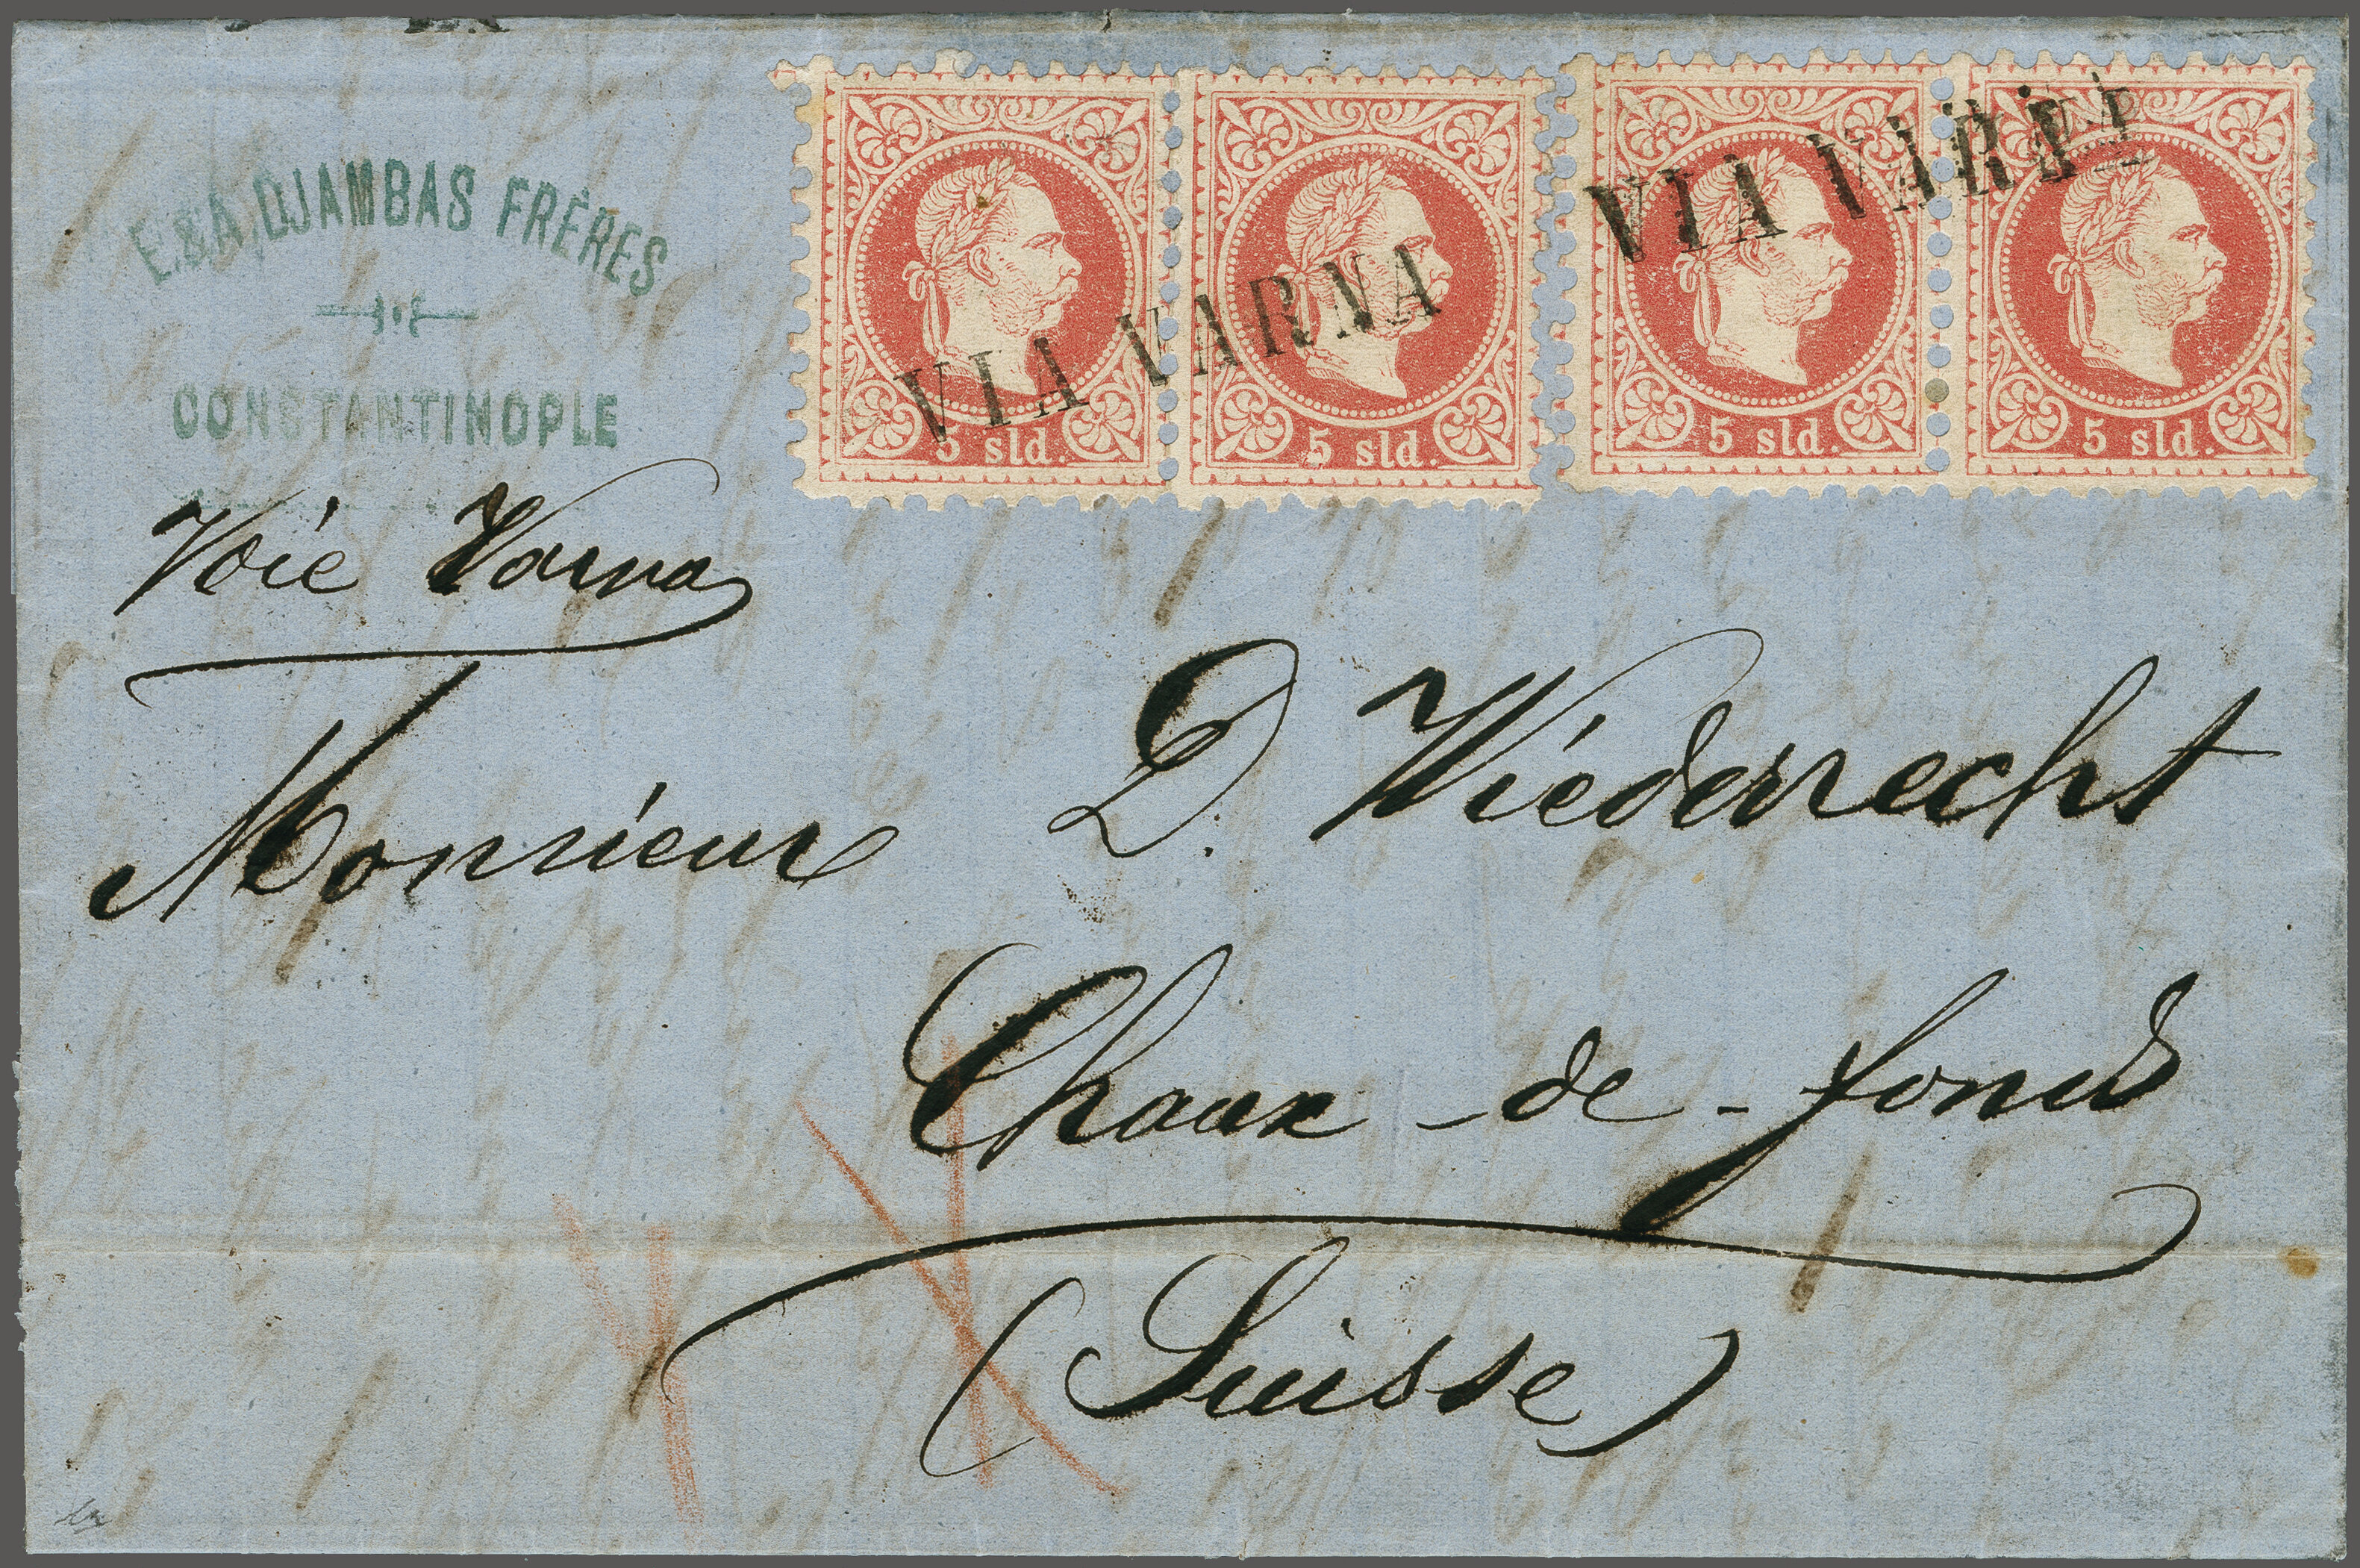 E. & A. DJAMBAS FRÈRES
CONSTANTINOPLE
5 sld. 5 sld. 5 sld. 5 sld.
VIA VARNA VIA VARNA
Voie Varna
Monsieur D. Wiederrecht
Chaux-de-fonds
(Suisse)